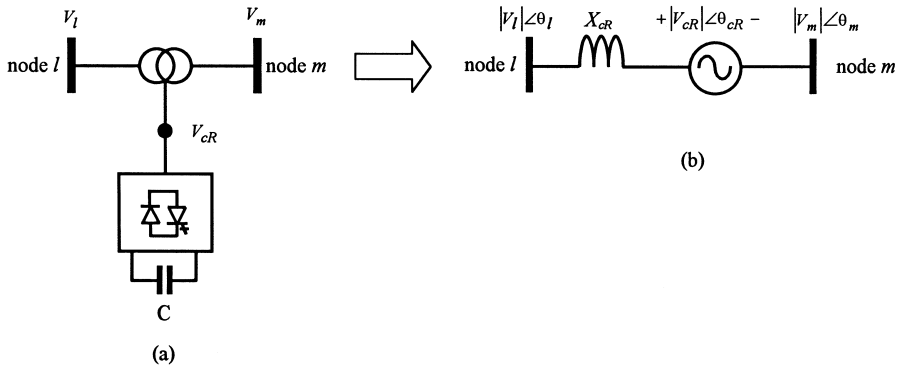 V_l V_m |V_l|∠θ_l X_cR +|V_cR|∠θ_cR − |V_m|∠θ_m
node l node m node l node m
V_cR
(b)
C
(a)